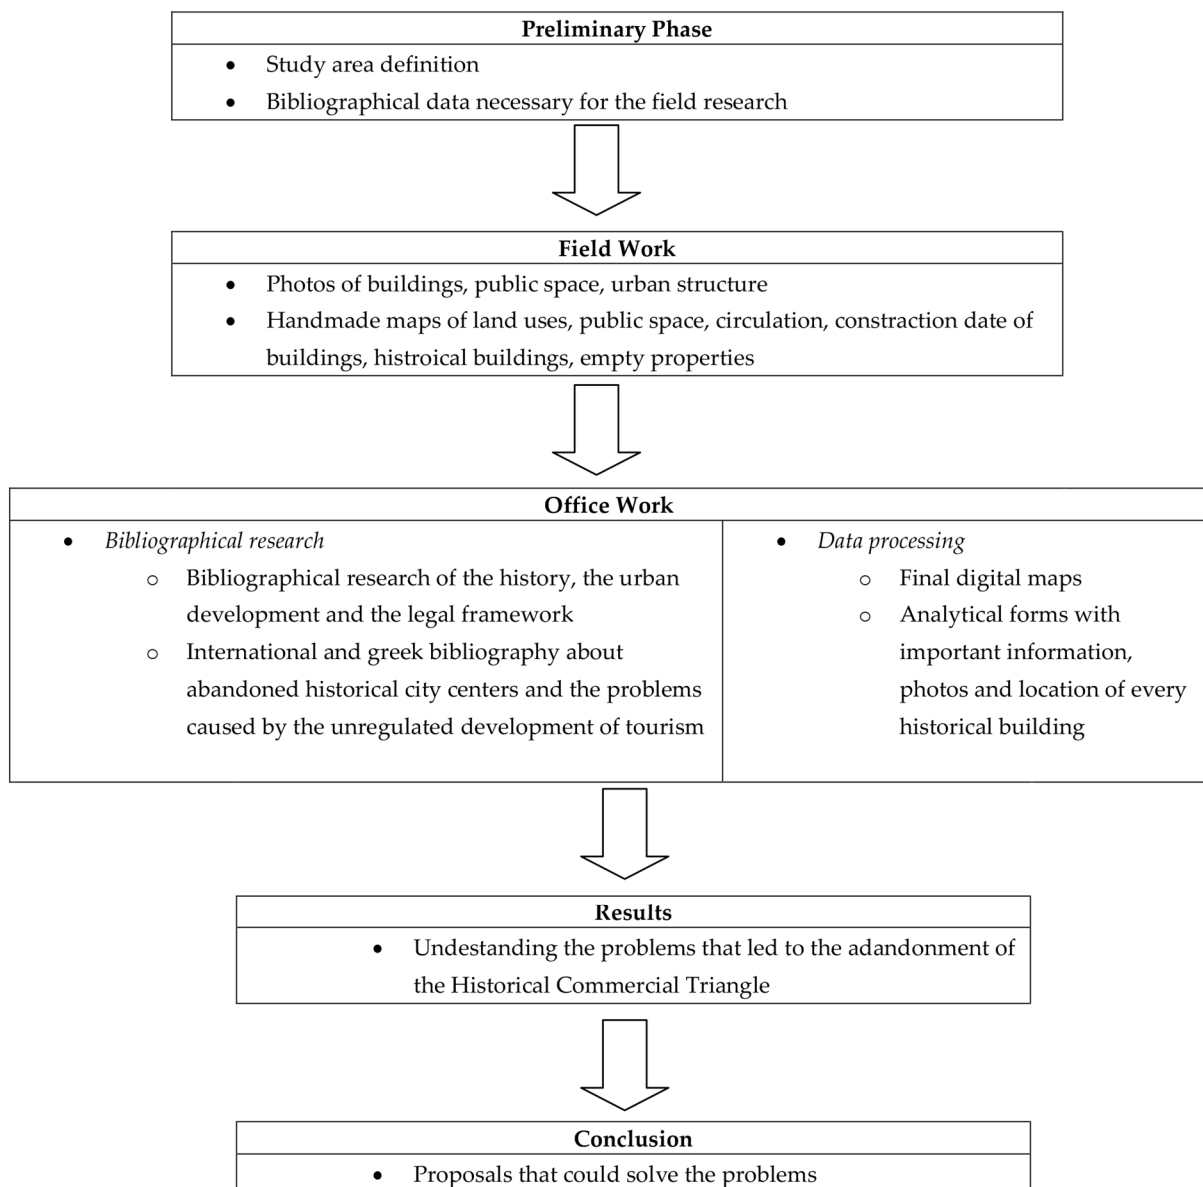 Preliminary Phase
• Study area definition
• Bibliographical data necessary for the field research
Field Work
• Photos of buildings, public space, urban structure
• Handmade maps of land uses, public space, circulation, constraction date of
buildings, histroical buildings, empty properties
Office Work
• Bibliographical research
o Bibliographical research of the history, the urban
development and the legal framework
o International and greek bibliography about
abandoned historical city centers and the problems
caused by the unregulated development of tourism
• Data processing
o Final digital maps
o Analytical forms with
important information,
photos and location of every
historical building
Results
• Undestanding the problems that led to the adandonment of
the Historical Commercial Triangle
Conclusion
• Proposals that could solve the problems